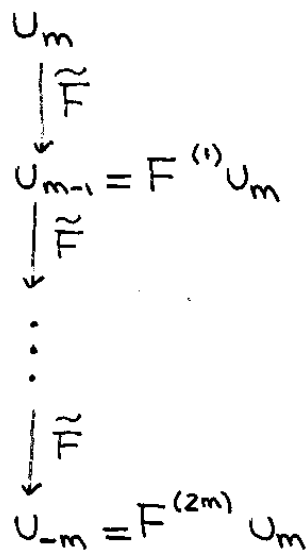 U_m
F̃
U_{m-1} = F^{(1)} U_m
F̃
⋮
F̃
U_{-m} = F^{(2m)} U_m